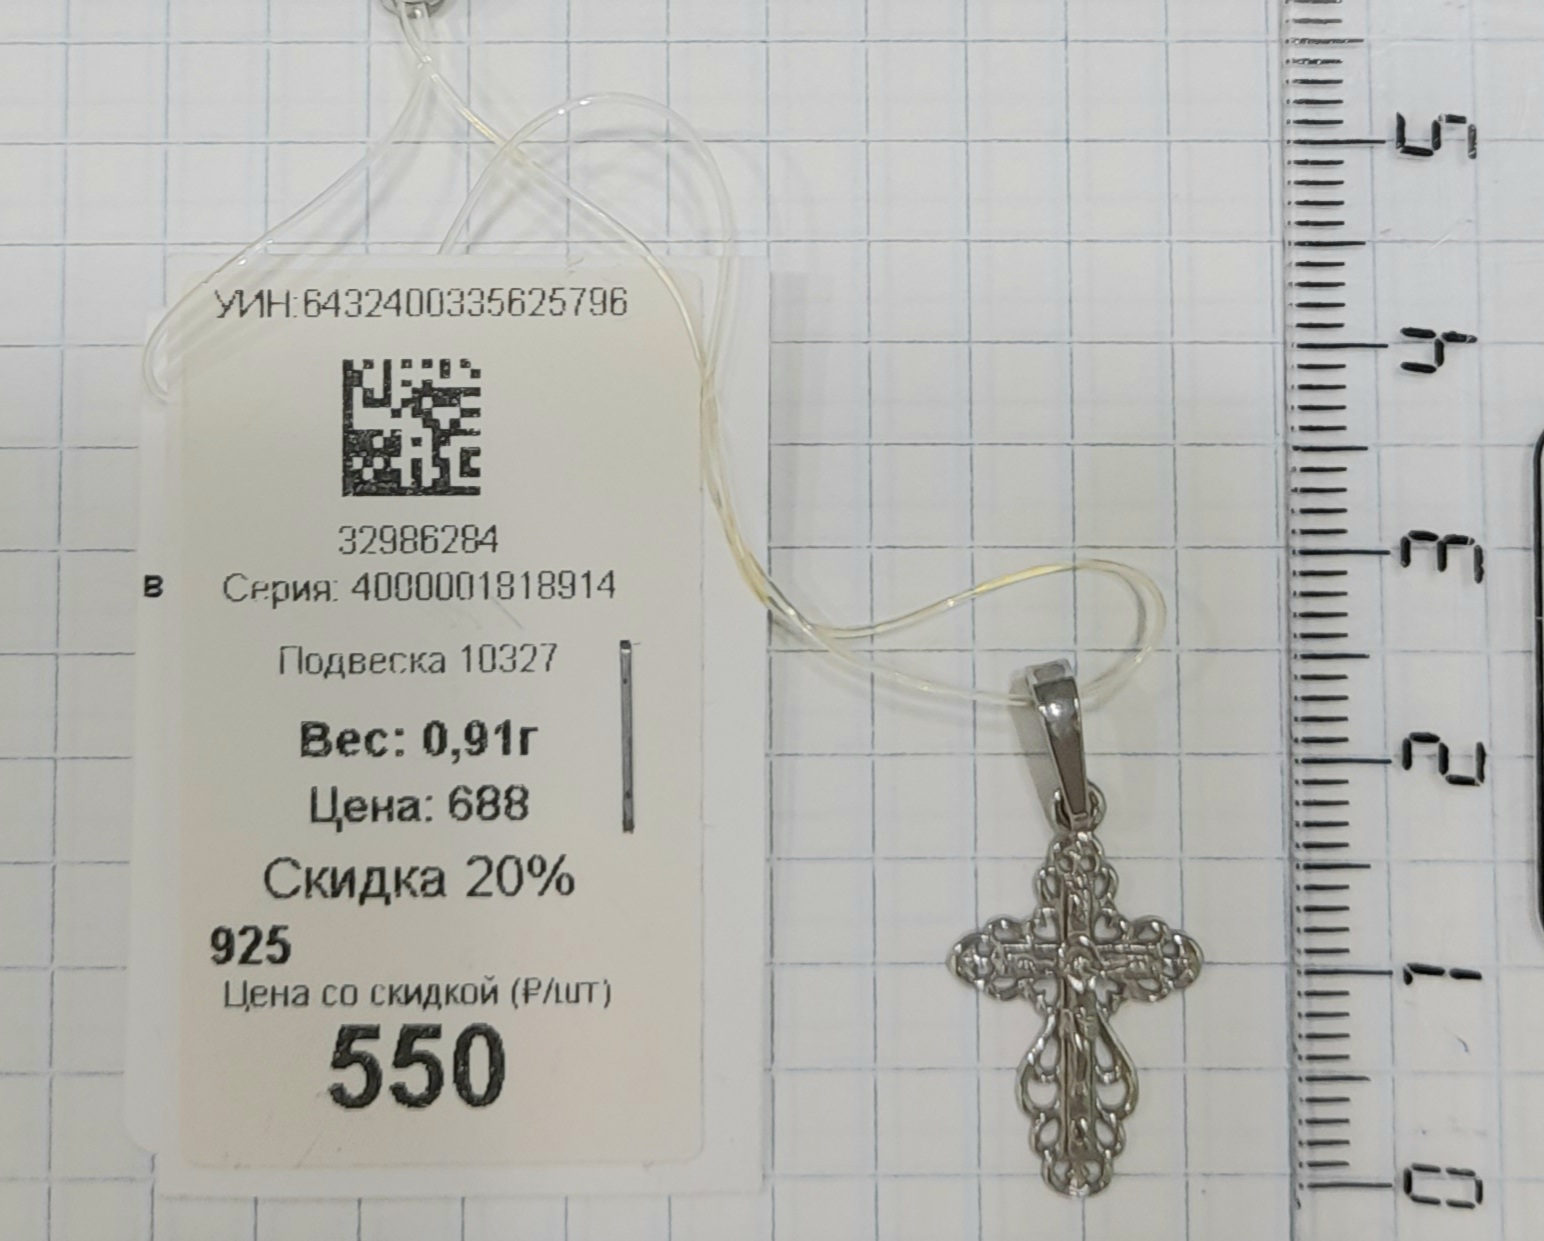 УИН:6432400335625796
32986284
в
Серия: 4000001818914
Подвеска 10327
Вес: 0,91г
Цена: 688
Скидка 20%
925
Цена со скидкой (₽/шт)
550
5
4
3
2
1
0